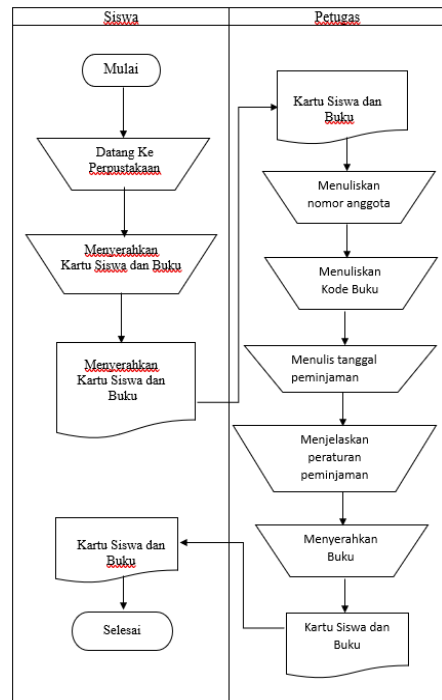 Siswa
Petugas
Mulai
Datang Ke
Perpustakaan
Menyerahkan
Kartu Siswa dan Buku
Menyerahkan
Kartu Siswa dan
Buku
Kartu Siswa dan
Buku
Menuliskan
nomor anggota
Menuliskan
Kode Buku
Menulis tanggal
peminjaman
Menjelaskan
peraturan
peminjaman
Menyerahkan
Buku
Kartu Siswa dan
Buku
Kartu Siswa dan
Buku
Selesai